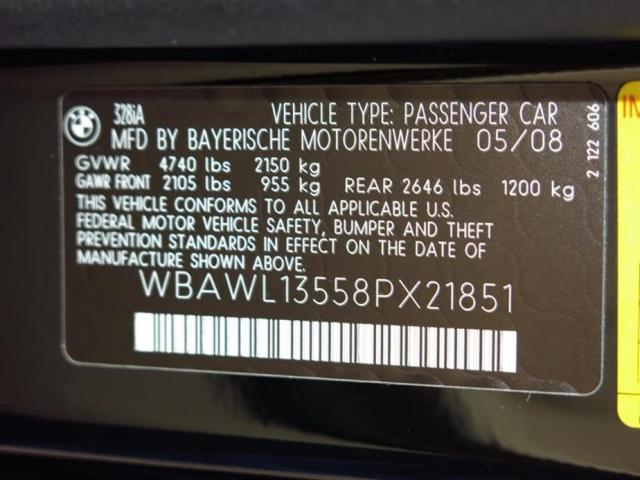 328iA VEHICLE TYPE: PASSENGER CAR
MFD BY BAYERISCHE MOTORENWERKE 05/08
GVWR 4740 lbs 2150 kg
GAWR FRONT 2105 lbs 955 kg REAR 2646 lbs 1200 kg
THIS VEHICLE CONFORMS TO ALL APPLICABLE U.S.
FEDERAL MOTOR VEHICLE SAFETY, BUMPER AND THEFT
PREVENTION STANDARDS IN EFFECT ON THE DATE OF
MANUFACTURE SHOWN ABOVE.
WBAWL13558PX21851
2 122 606